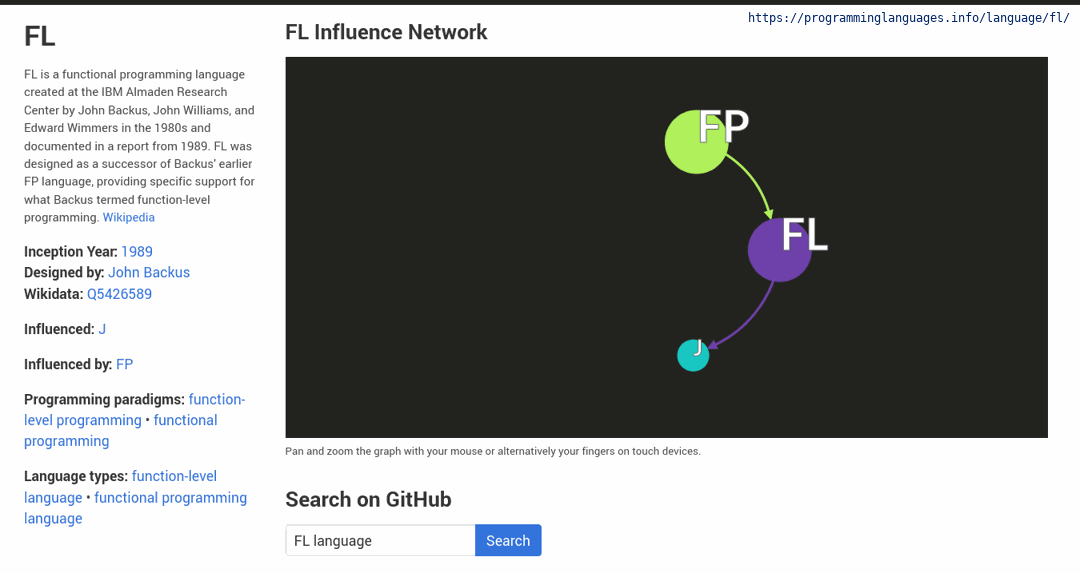 https://programminglanguages.info/language/fl/
FL
FL is a functional programming language
created at the IBM Almaden Research
Center by John Backus, John Williams, and
Edward Wimmers in the 1980s and
documented in a report from 1989. FL was
designed as a successor of Backus' earlier
FP language, providing specific support for
what Backus termed function-level
programming. Wikipedia
Inception Year: 1989
Designed by: John Backus
Wikidata: Q5426589
Influenced: J
Influenced by: FP
Programming paradigms: function-
level programming • functional
programming
Language types: function-level
language • functional programming
language
FL Influence Network
FP
FL
J
Pan and zoom the graph with your mouse or alternatively your fingers on touch devices.
Search on GitHub
FL language
Search